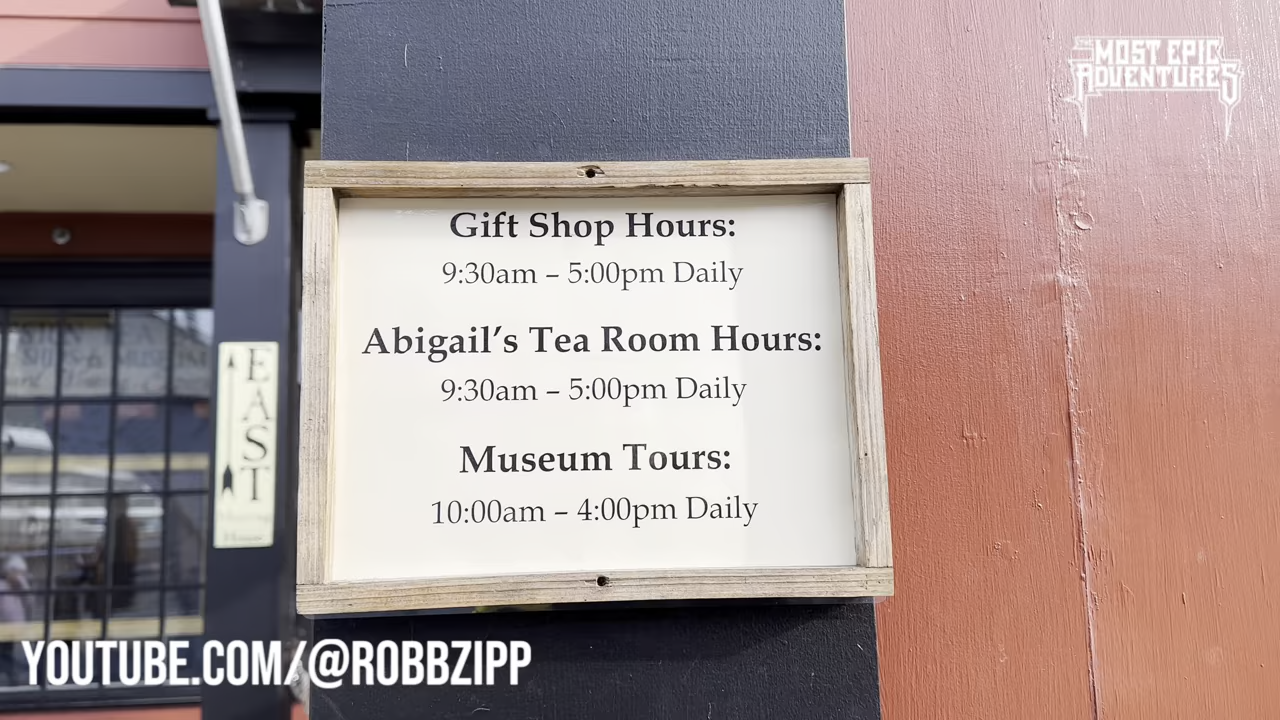 THE
MOST EPIC
ADVENTURES
Gift Shop Hours:
9:30am – 5:00pm Daily
Abigail's Tea Room Hours:
9:30am – 5:00pm Daily
Museum Tours:
10:00am – 4:00pm Daily
EAST
YOUTUBE.COM/@ROBBZIPP